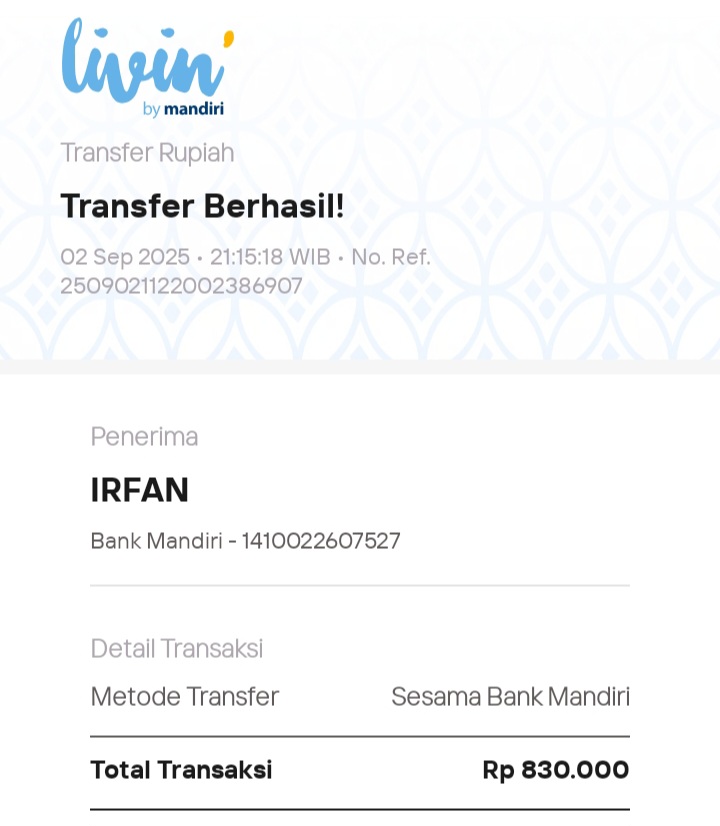 livin'
by mandiri
Transfer Rupiah
Transfer Berhasil!
02 Sep 2025 • 21:15:18 WIB • No. Ref.
2509021122002386907
Penerima
IRFAN
Bank Mandiri - 1410022607527
Detail Transaksi
Metode Transfer Sesama Bank Mandiri
Total Transaksi Rp 830.000